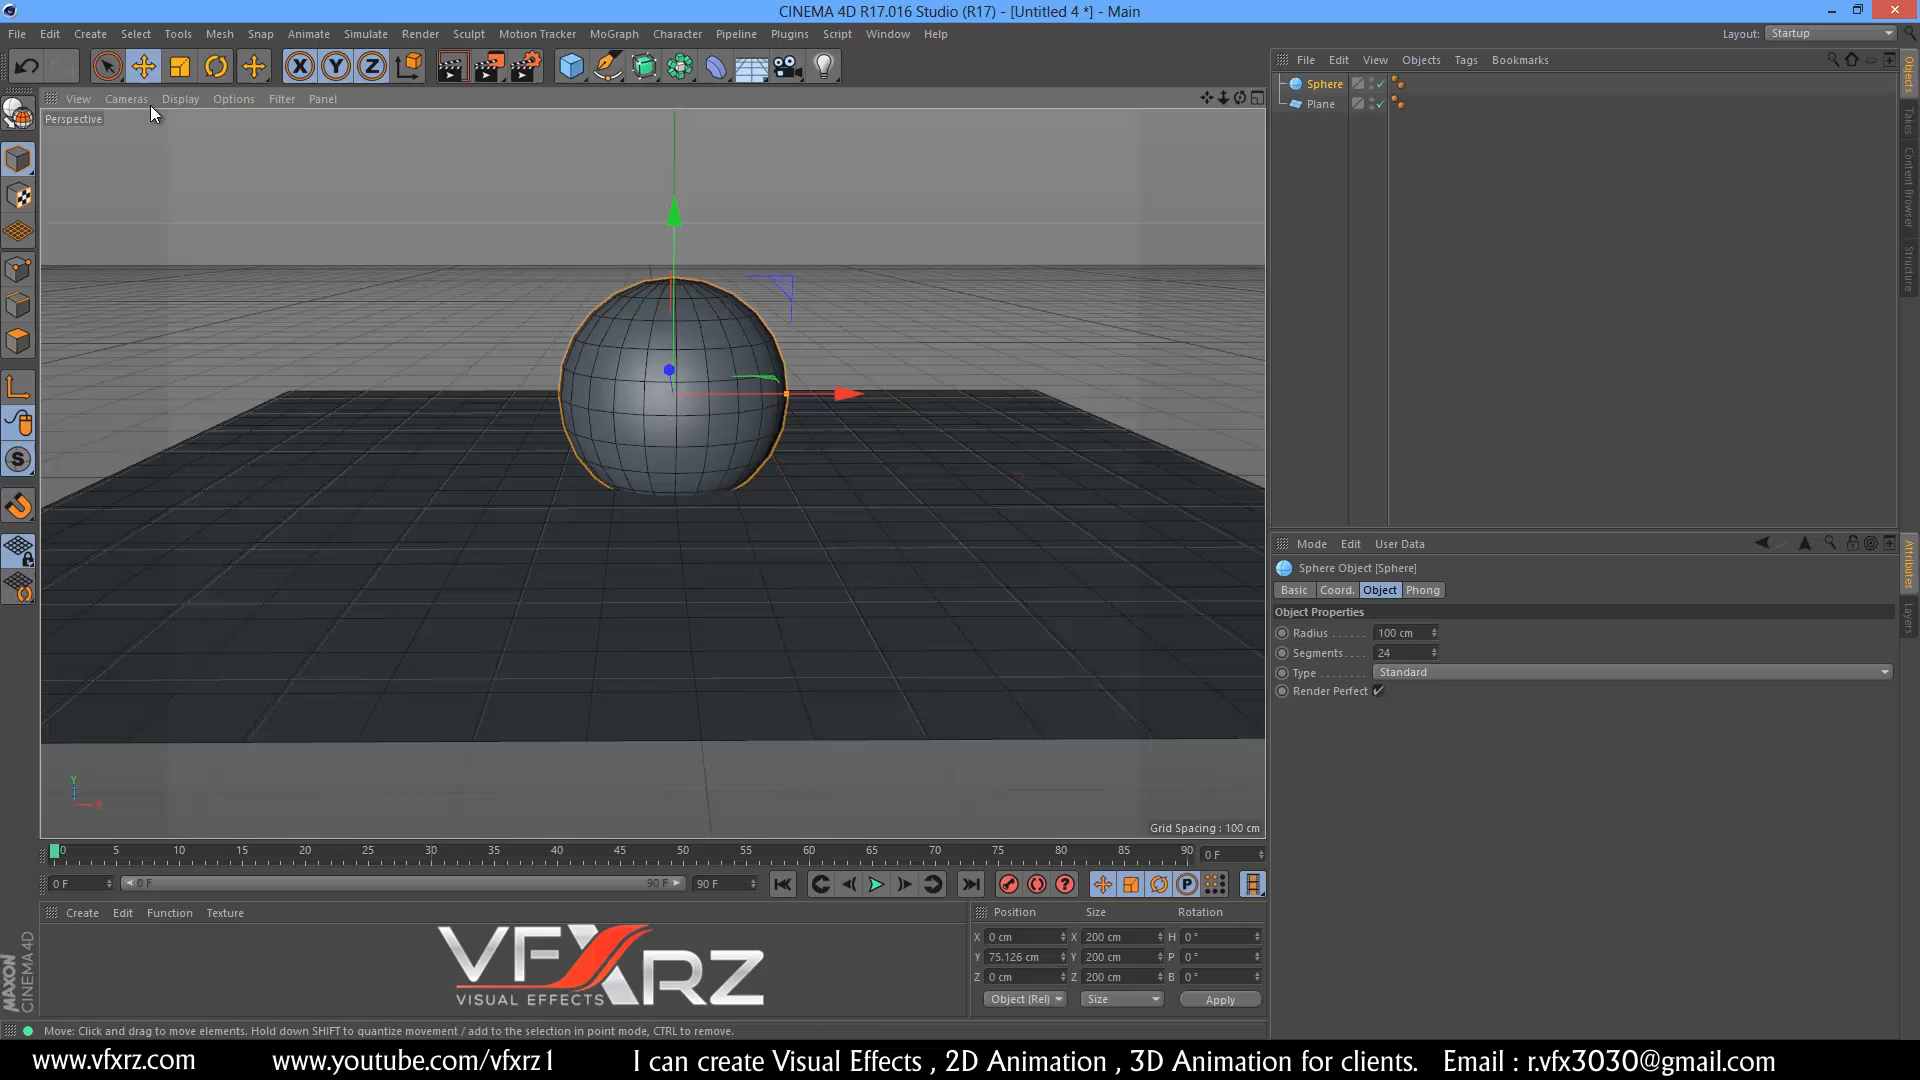 CINEMA 4D R17.016 Studio (R17) - [Untitled 4 *] - Main
File Edit Create Select Tools Mesh Snap Animate Simulate Render Sculpt Motion Tracker MoGraph Character Pipeline Plugins Script Window Help
Layout: Startup
X Y Z
View Cameras Display Options Filter Panel
Perspective
File Edit View Objects Tags Bookmarks
Sphere
Plane
Objects
Takes
Content Browser
Structure
Mode Edit User Data
Sphere Object [Sphere]
Basic Coord. Object Phong
Object Properties
Radius . . . . . . 100 cm
Segments. . . . 24
Type . . . . . . . . Standard
Render Perfect
Attributes
Layers
S
Y
X
Grid Spacing : 100 cm
0 5 10 15 20 25 30 35 40 45 50 55 60 65 70 75 80 85 90
0 F
0 F 0 F 90 F 90 F
P
Create Edit Function Texture
VFXRZ
VISUAL EFFECTS
Position Size Rotation
X 0 cm X 200 cm H 0 °
Y 75.126 cm Y 200 cm P 0 °
Z 0 cm Z 200 cm B 0 °
Object (Rel) Size Apply
MAXON
CINEMA 4D
Move: Click and drag to move elements. Hold down SHIFT to quantize movement / add to the selection in point mode, CTRL to remove.
www.vfxrz.com www.youtube.com/vfxrz1 I can create Visual Effects , 2D Animation , 3D Animation for clients. Email : r.vfx3030@gmail.com